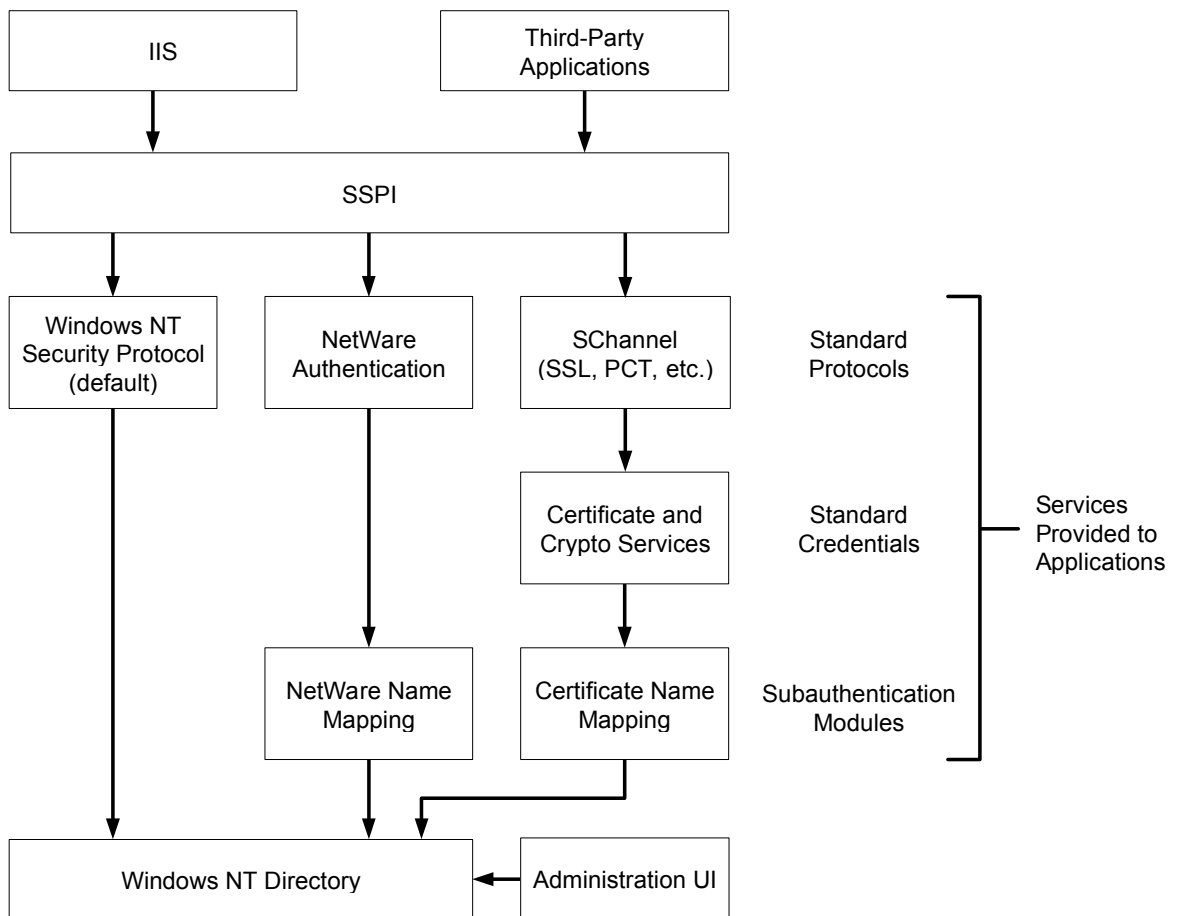 IIS
Third-Party
Applications
SSPI
Windows NT
Security Protocol
(default)
NetWare
Authentication
SChannel
(SSL, PCT, etc.)
Standard
Protocols
Certificate and
Crypto Services
Standard
Credentials
Services
Provided to
Applications
NetWare Name
Mapping
Certificate Name
Mapping
Subauthentication
Modules
Windows NT Directory
Administration UI